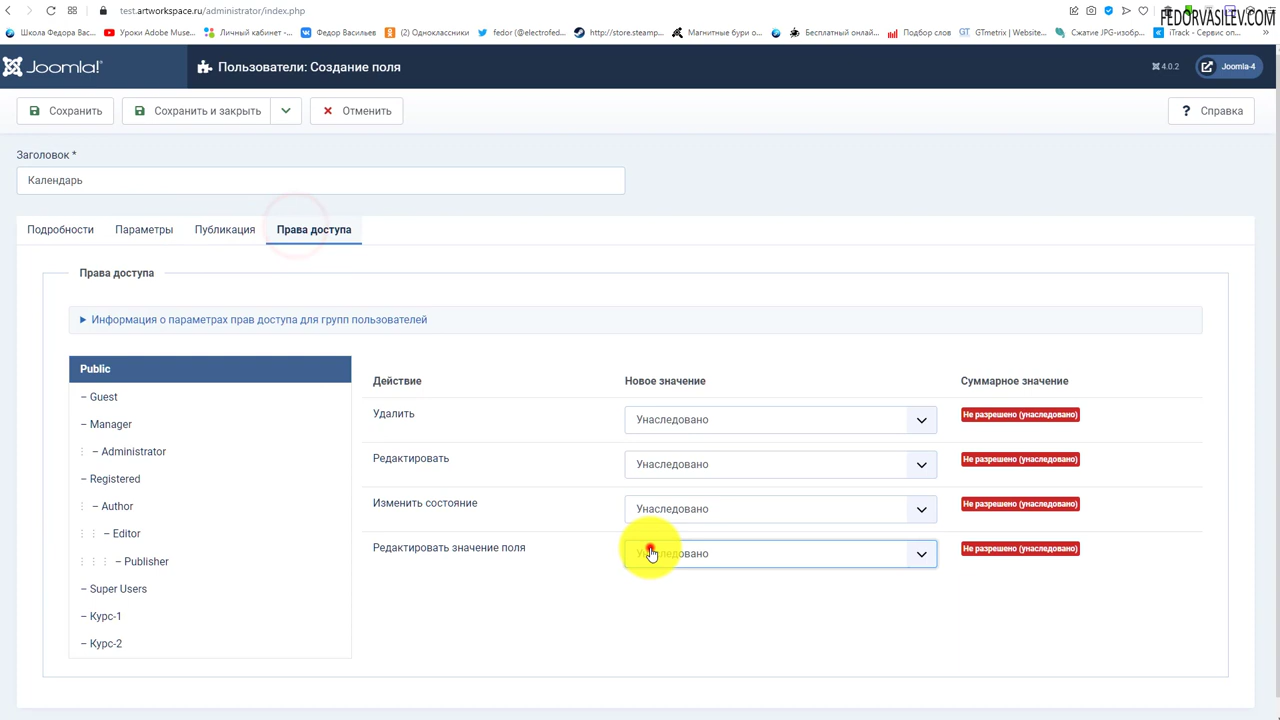 test.artworkspace.ru/administrator/index.php
FEDORVASILEV.COM
Школа Федора Вас...
Уроки Adobe Muse...
Личный кабинет -...
Федор Васильев
(2) Одноклассники
fedor (@electrofed...
http://store.steamp...
Магнитные бури о...
Бесплатный онлай...
Подбор слов
GTmetrix | Website...
Сжатие JPG-изобр...
iTrack - Сервис оп...
Joomla!
Пользователи: Создание поля
4.0.2
Joomla-4
Сохранить
Сохранить и закрыть
Отменить
? Справка
Заголовок *
Календарь
Подробности
Параметры
Публикация
Права доступа
Права доступа
Информация о параметрах прав доступа для групп пользователей
Public
– Guest
– Manager
– Administrator
– Registered
– Author
– Editor
– Publisher
– Super Users
– Курс-1
– Курс-2
Действие
Новое значение
Суммарное значение
Удалить
Унаследовано
Не разрешено (унаследовано)
Редактировать
Унаследовано
Не разрешено (унаследовано)
Изменить состояние
Унаследовано
Не разрешено (унаследовано)
Редактировать значение поля
Унаследовано
Не разрешено (унаследовано)